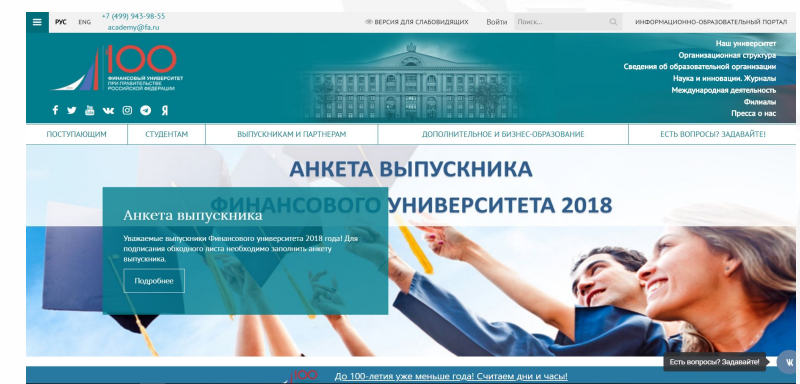 РУС ENG
+7 (499) 943-98-55
academy@fa.ru
ВЕРСИЯ ДЛЯ СЛАБОВИДЯЩИХ
Войти
Поиск...
ИНФОРМАЦИОННО-ОБРАЗОВАТЕЛЬНЫЙ ПОРТАЛ
100
ФИНАНСОВЫЙ УНИВЕРСИТЕТ
ПРИ ПРАВИТЕЛЬСТВЕ
РОССИЙСКОЙ ФЕДЕРАЦИИ
Наш университет
Организационная структура
Сведения об образовательной организации
Наука и инновации. Журналы
Международная деятельность
Филиалы
Пресса о нас
ПОСТУПАЮЩИМ
СТУДЕНТАМ
ВЫПУСКНИКАМ И ПАРТНЕРАМ
ДОПОЛНИТЕЛЬНОЕ И БИЗНЕС-ОБРАЗОВАНИЕ
ЕСТЬ ВОПРОСЫ? ЗАДАВАЙТЕ!
АНКЕТА ВЫПУСКНИКА
ФИНАНСОВОГО УНИВЕРСИТЕТА 2018
Анкета выпускника
Уважаемые выпускники Финансового университета 2018 года! Для
подписания обходного листа необходимо заполнить анкету
выпускника.
Подробнее
Есть вопросы? Задавайте!
100
До 100-летия уже меньше года! Считаем дни и часы!